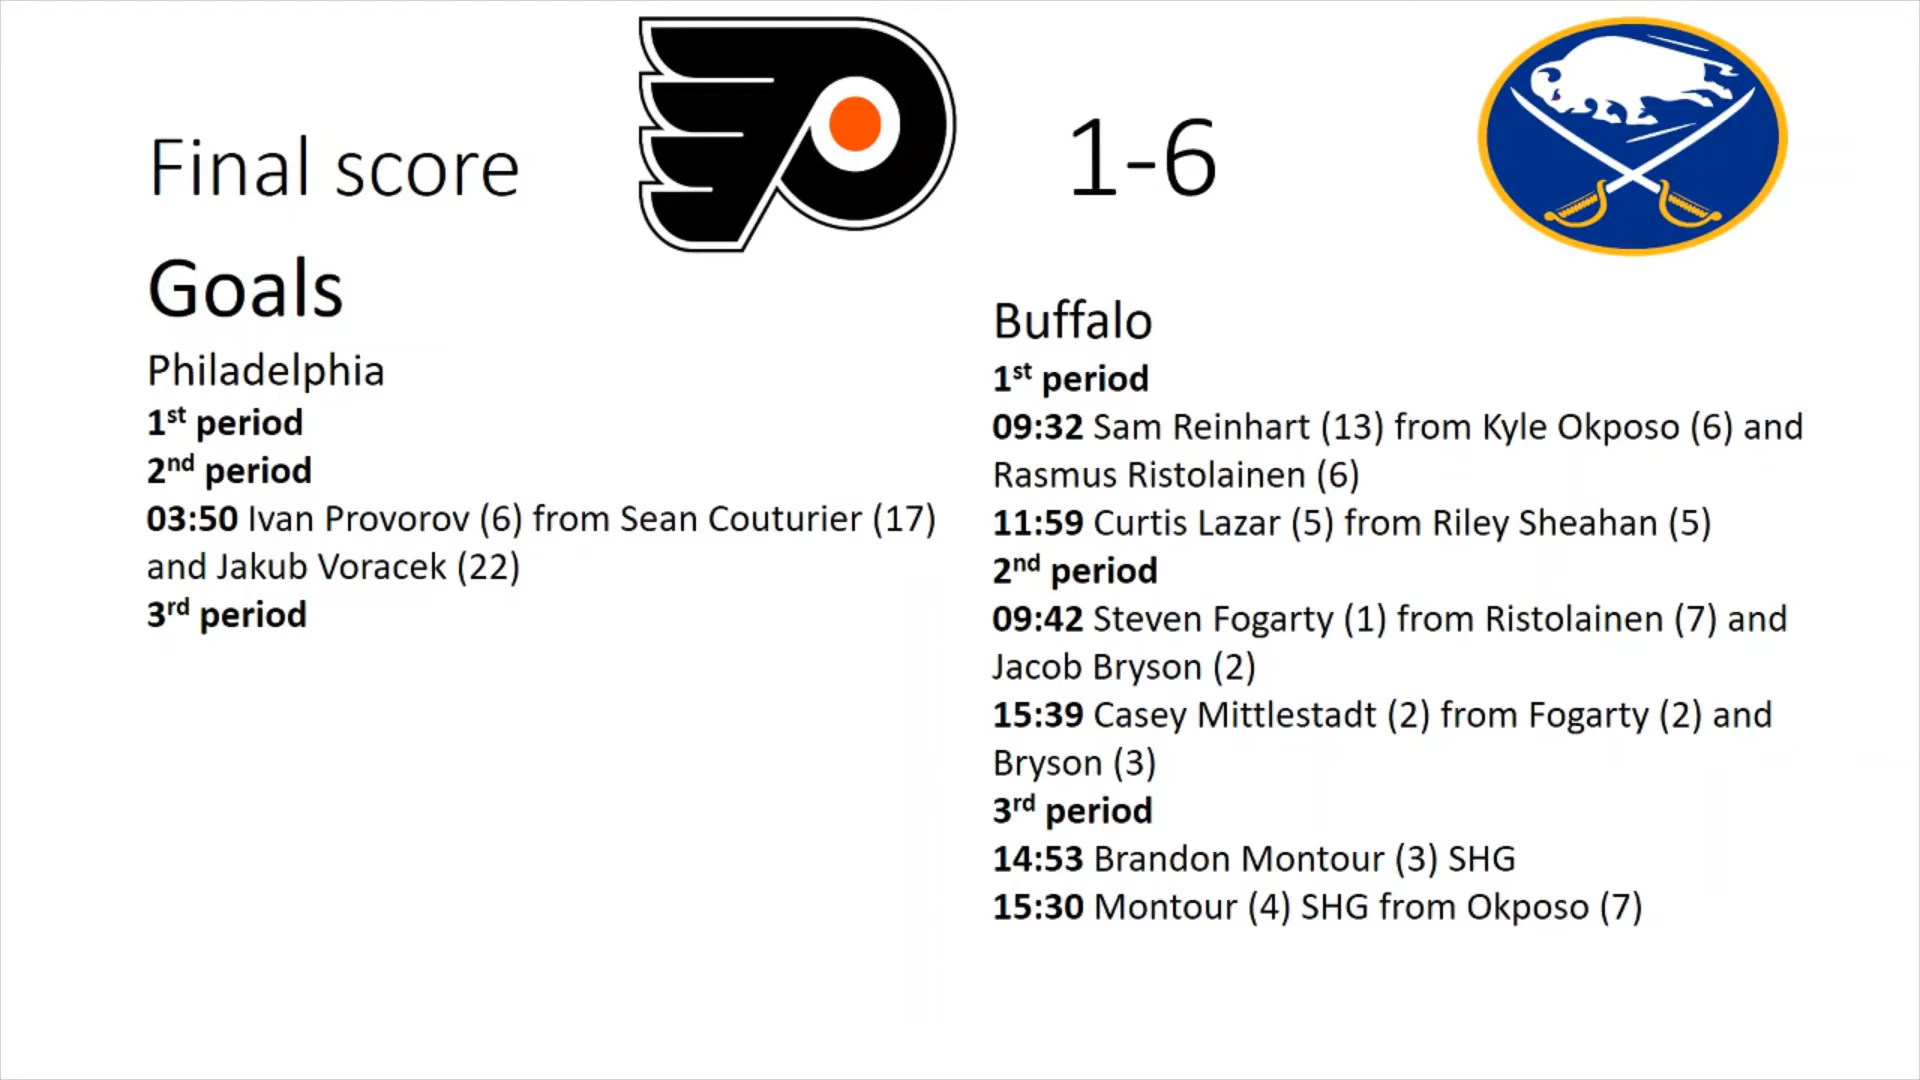 Final score
1-6
Goals
Philadelphia
1st period
2nd period
03:50 Ivan Provorov (6) from Sean Couturier (17)
and Jakub Voracek (22)
3rd period
Buffalo
1st period
09:32 Sam Reinhart (13) from Kyle Okposo (6) and
Rasmus Ristolainen (6)
11:59 Curtis Lazar (5) from Riley Sheahan (5)
2nd period
09:42 Steven Fogarty (1) from Ristolainen (7) and
Jacob Bryson (2)
15:39 Casey Mittlestadt (2) from Fogarty (2) and
Bryson (3)
3rd period
14:53 Brandon Montour (3) SHG
15:30 Montour (4) SHG from Okposo (7)